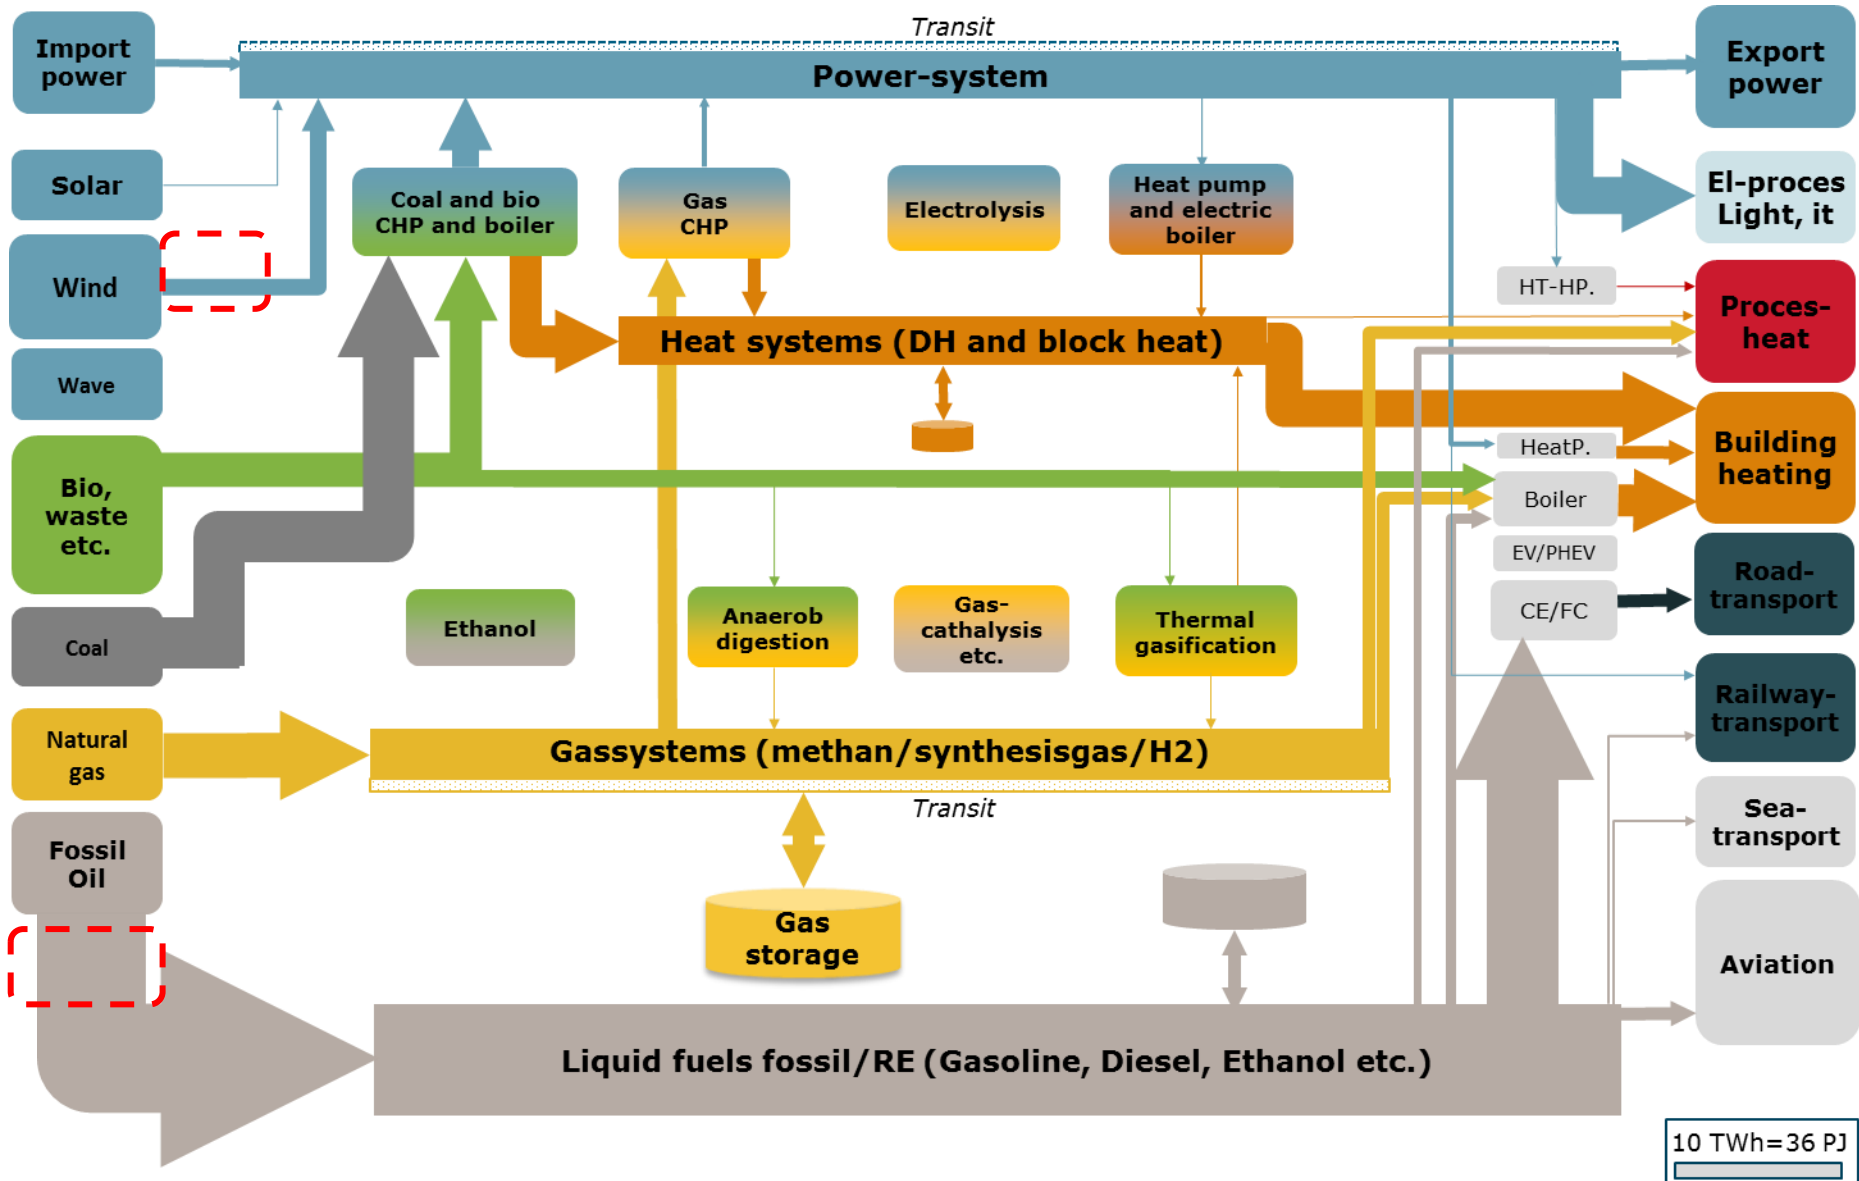 Transit
Import
power
Power-system
Export
power
Solar
Coal and bio
CHP and boiler
Gas
CHP
Electrolysis
Heat pump
and electric
boiler
El-proces
Light, it
Wind
HT-HP.
Proces-
heat
Heat systems (DH and block heat)
Wave
Bio,
waste
etc.
HeatP.
Boiler
Building
heating
EV/PHEV
Road-
transport
CE/FC
Coal
Ethanol
Anaerob
digestion
Gas-
cathalysis
etc.
Thermal
gasification
Railway-
transport
Natural
gas
Gassystems (methan/synthesisgas/H2)
Transit
Sea-
transport
Fossil
Oil
Gas
storage
Aviation
Liquid fuels fossil/RE (Gasoline, Diesel, Ethanol etc.)
10 TWh=36 PJ